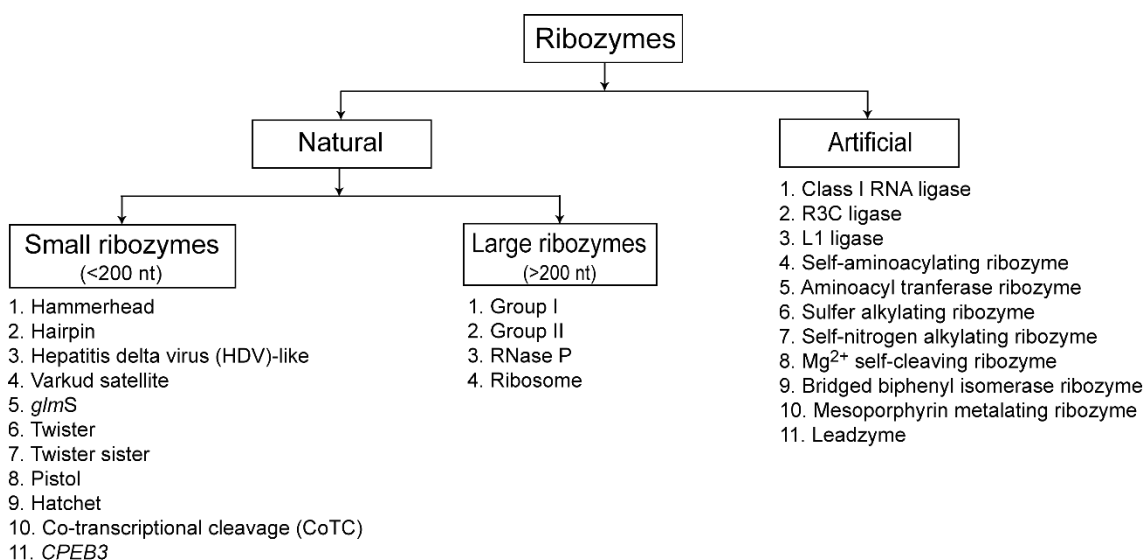 Ribozymes
Natural
Artificial
Small ribozymes
(<200 nt)
1. Hammerhead
2. Hairpin
3. Hepatitis delta virus (HDV)-like
4. Varkud satellite
5. glmS
6. Twister
7. Twister sister
8. Pistol
9. Hatchet
10. Co-transcriptional cleavage (CoTC)
11. CPEB3
Large ribozymes
(>200 nt)
1. Group I
2. Group II
3. RNase P
4. Ribosome
1. Class I RNA ligase
2. R3C ligase
3. L1 ligase
4. Self-aminoacylating ribozyme
5. Aminoacyl tranferase ribozyme
6. Sulfer alkylating ribozyme
7. Self-nitrogen alkylating ribozyme
8. Mg2+ self-cleaving ribozyme
9. Bridged biphenyl isomerase ribozyme
10. Mesoporphyrin metalating ribozyme
11. Leadzyme